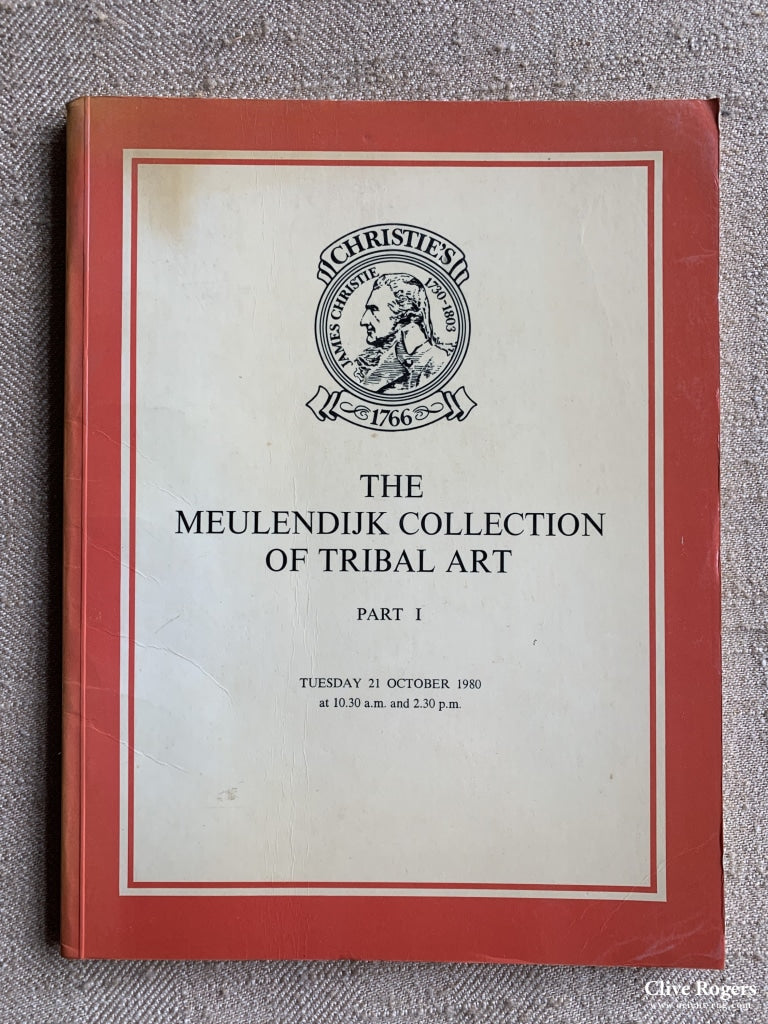 CHRISTIE'S
JAMES CHRISTIE 1730-1803
1766
THE
MEULENDIJK COLLECTION
OF TRIBAL ART
PART I
TUESDAY 21 OCTOBER 1980
at 10.30 a.m. and 2.30 p.m.
Clive Rogers